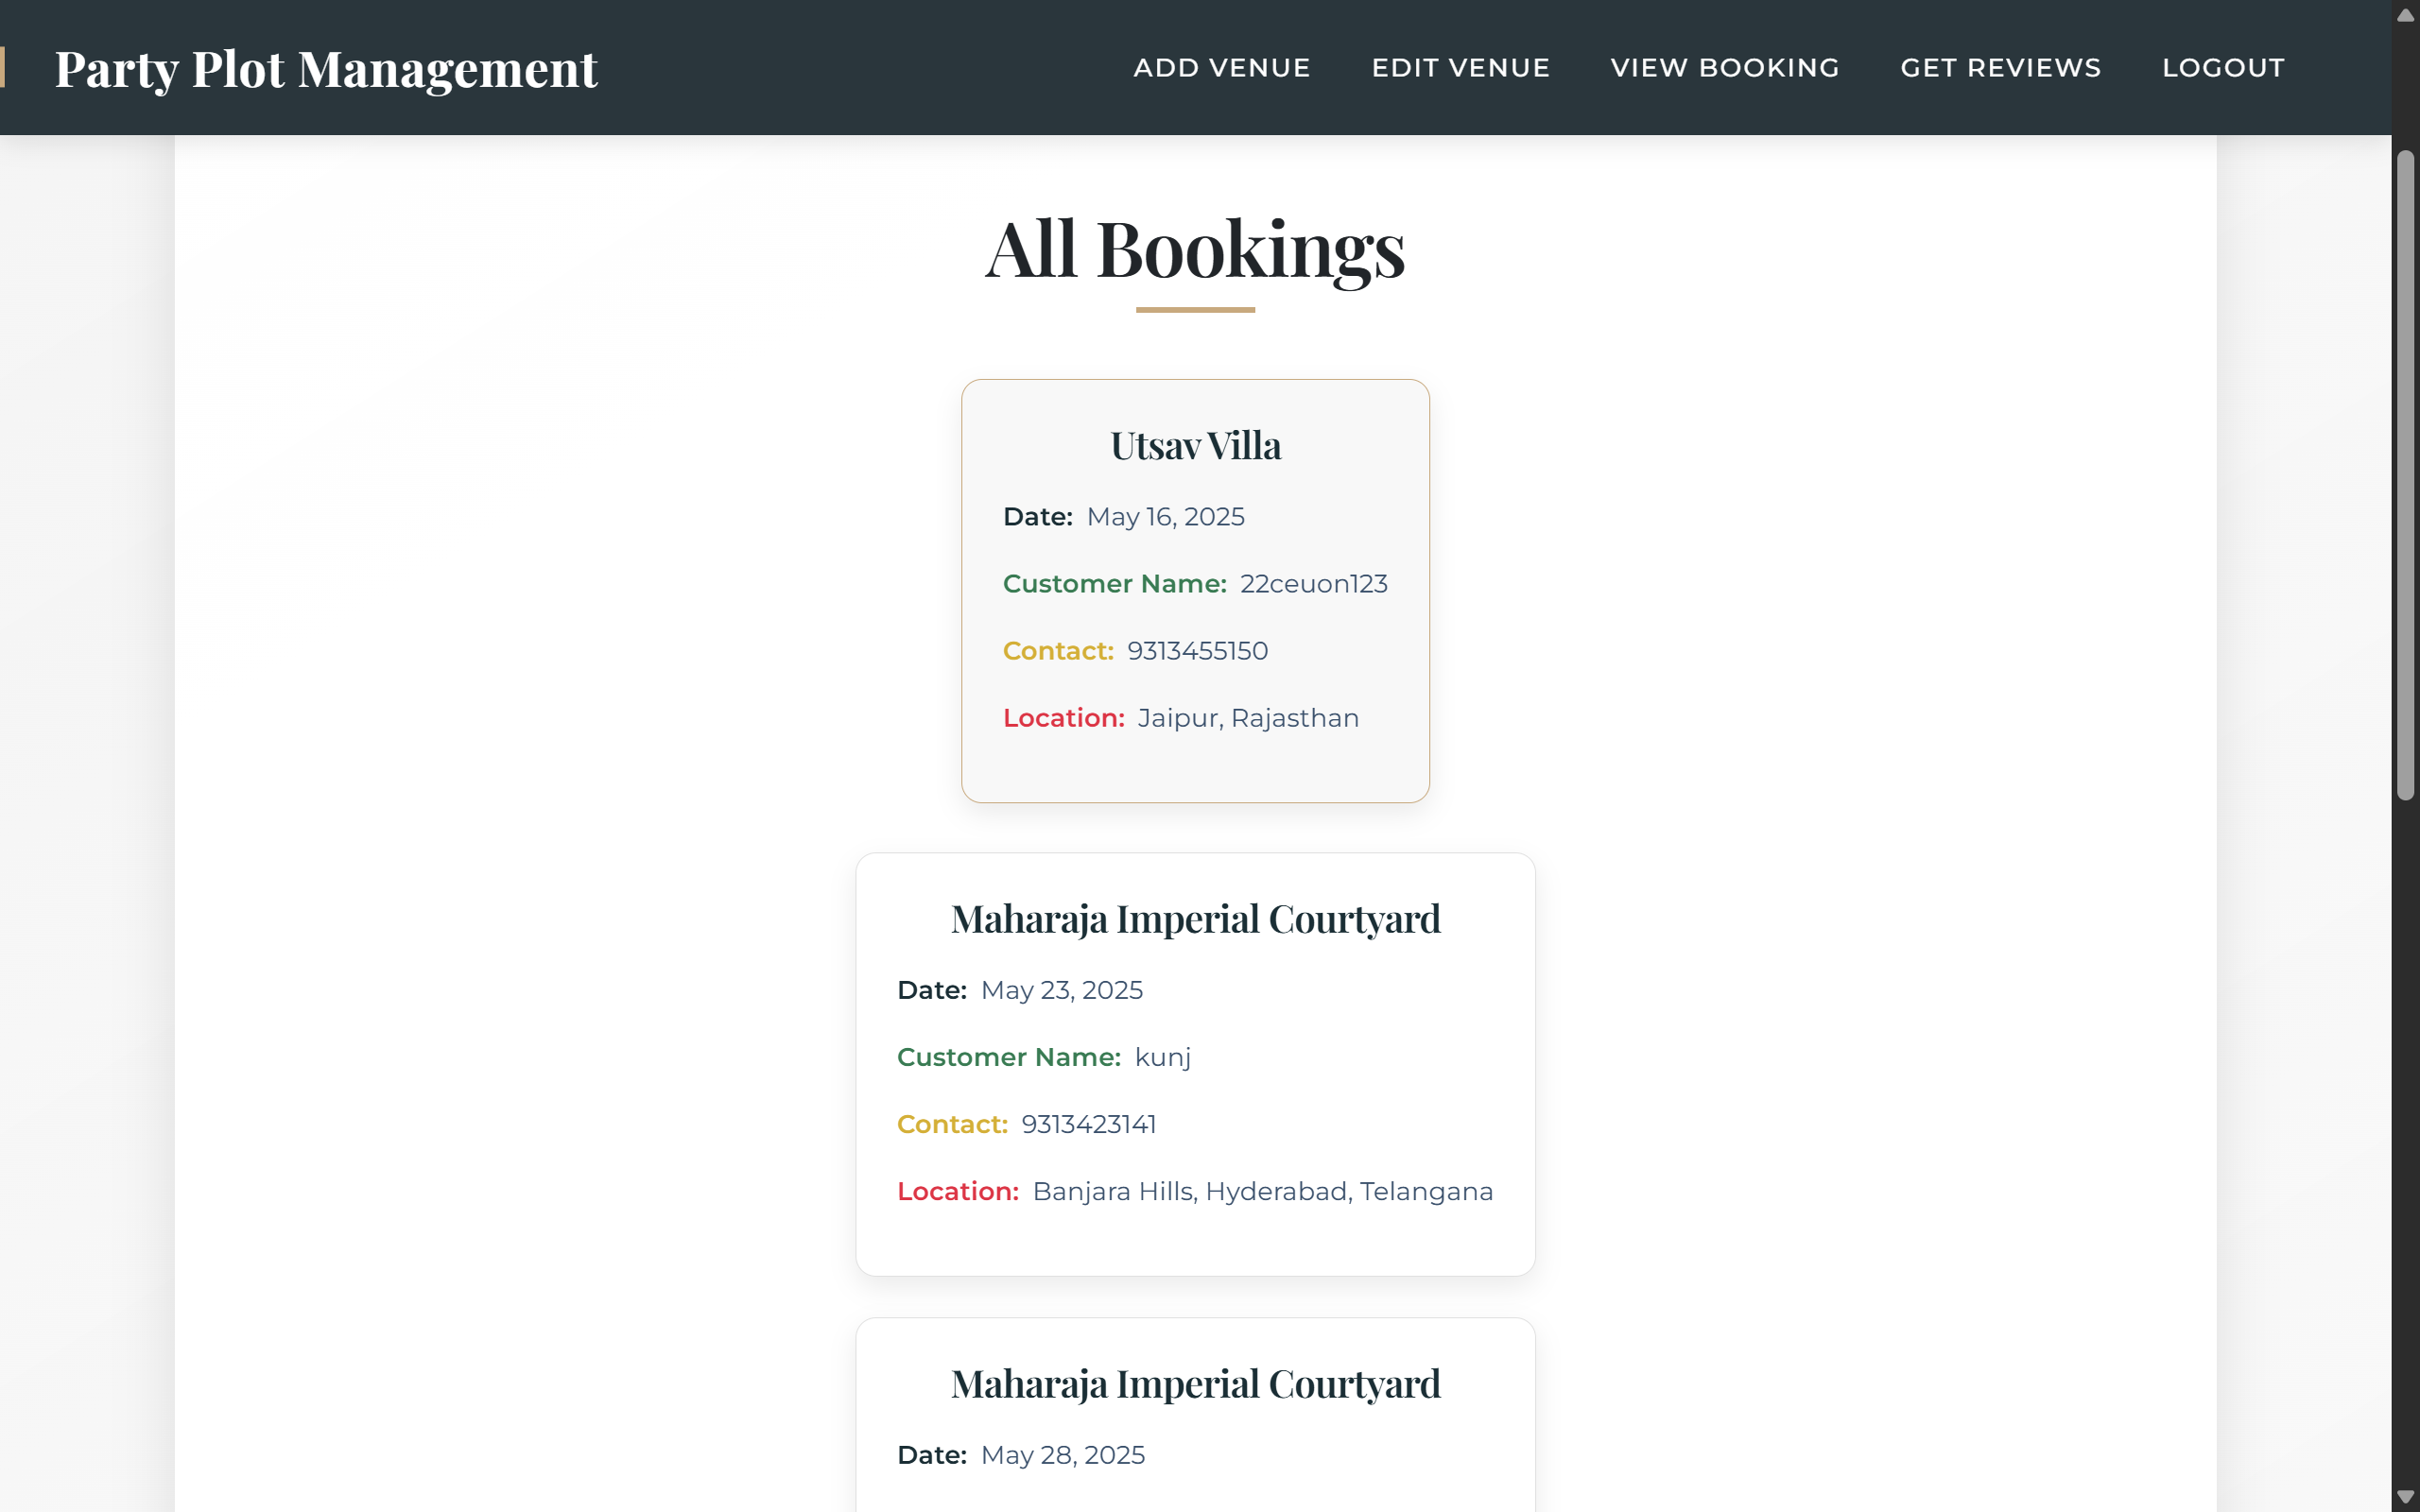 Party Plot Management
ADD VENUE EDIT VENUE VIEW BOOKING GET REVIEWS LOGOUT
All Bookings
Utsav Villa
Date: May 16, 2025
Customer Name: 22ceuon123
Contact: 9313455150
Location: Jaipur, Rajasthan
Maharaja Imperial Courtyard
Date: May 23, 2025
Customer Name: kunj
Contact: 9313423141
Location: Banjara Hills, Hyderabad, Telangana
Maharaja Imperial Courtyard
Date: May 28, 2025